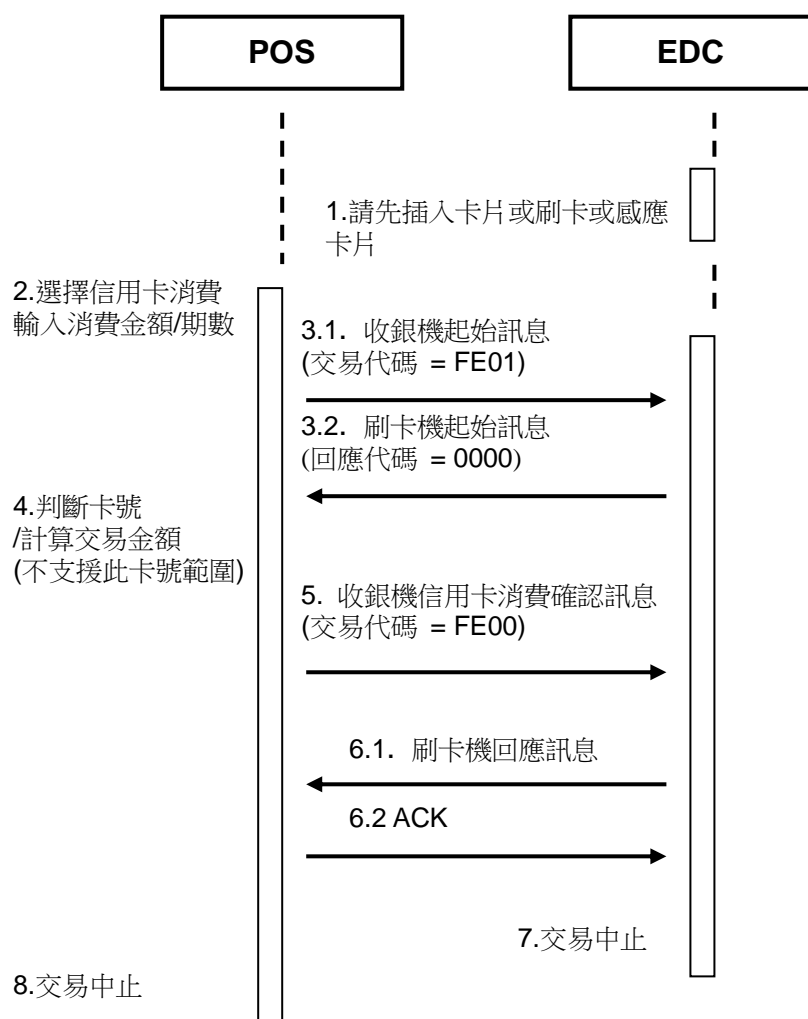 POS
EDC
1.請先插入卡片或刷卡或感應
卡片
2.選擇信用卡消費
輸入消費金額/期數
3.1. 收銀機起始訊息
(交易代碼 = FE01)
3.2. 刷卡機起始訊息
(回應代碼 = 0000)
4.判斷卡號
/計算交易金額
(不支援此卡號範圍)
5. 收銀機信用卡消費確認訊息
(交易代碼 = FE00)
6.1. 刷卡機回應訊息
6.2 ACK
7.交易中止
8.交易中止